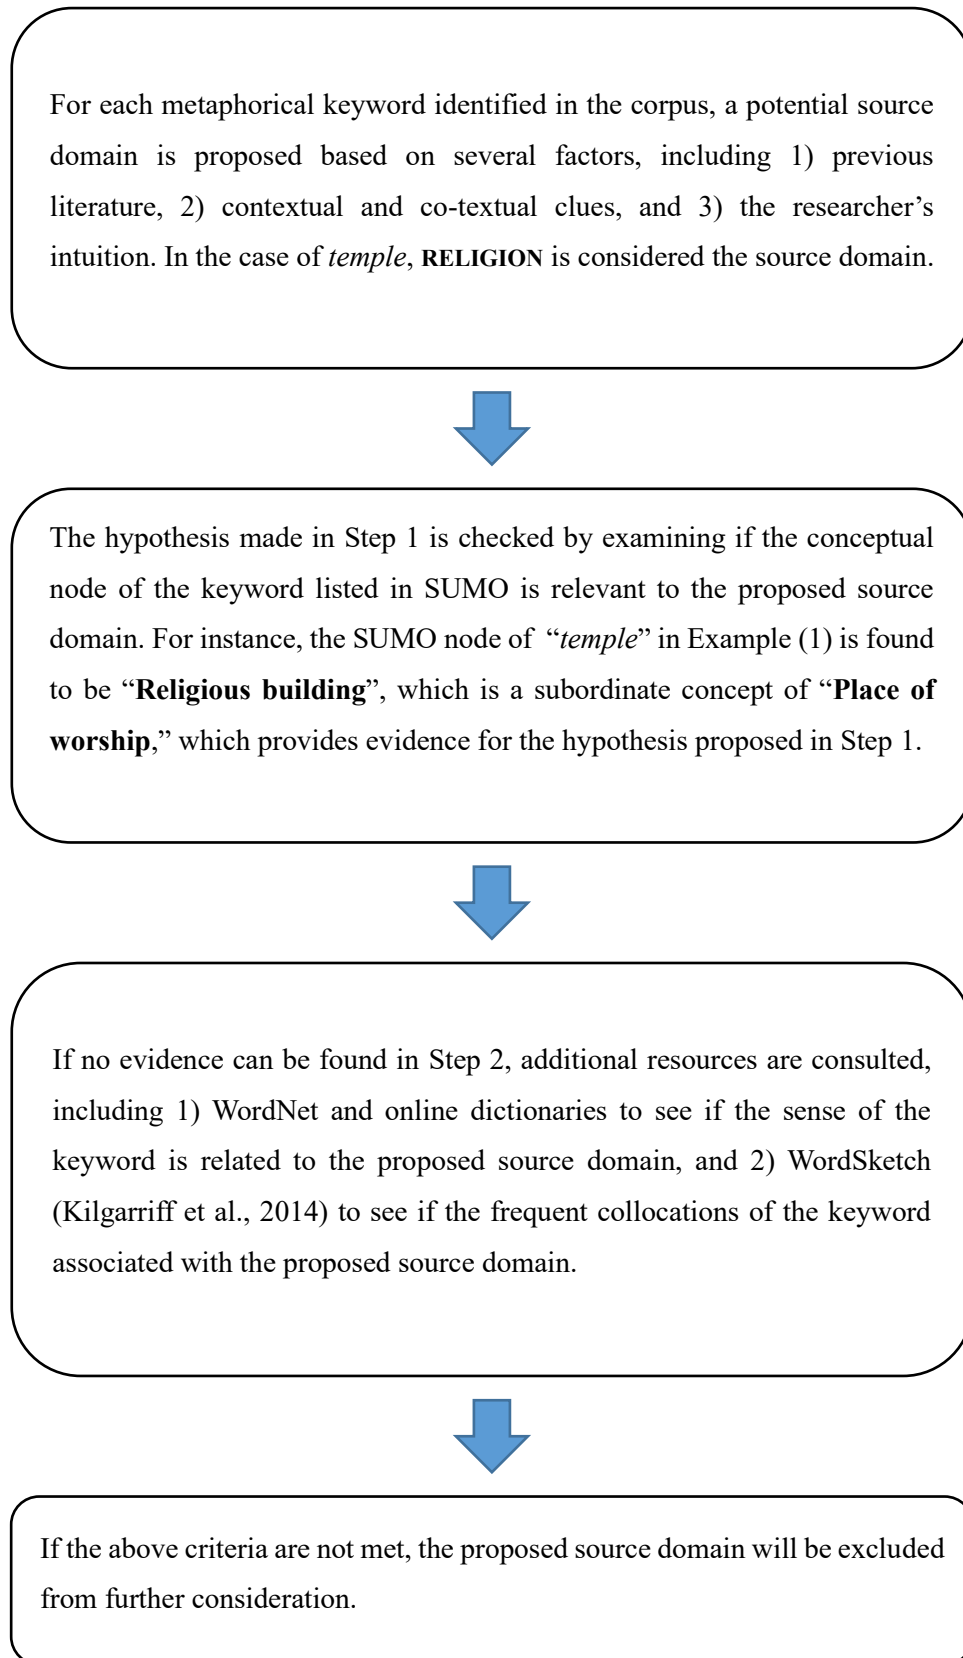 For each metaphorical keyword identified in the corpus, a potential source
domain is proposed based on several factors, including 1) previous
literature, 2) contextual and co-textual clues, and 3) the researcher’s
intuition. In the case of temple, RELIGION is considered the source domain.
The hypothesis made in Step 1 is checked by examining if the conceptual
node of the keyword listed in SUMO is relevant to the proposed source
domain. For instance, the SUMO node of “temple” in Example (1) is found
to be “Religious building”, which is a subordinate concept of “Place of
worship,” which provides evidence for the hypothesis proposed in Step 1.
If no evidence can be found in Step 2, additional resources are consulted,
including 1) WordNet and online dictionaries to see if the sense of the
keyword is related to the proposed source domain, and 2) WordSketch
(Kilgarriff et al., 2014) to see if the frequent collocations of the keyword
associated with the proposed source domain.
If the above criteria are not met, the proposed source domain will be excluded
from further consideration.